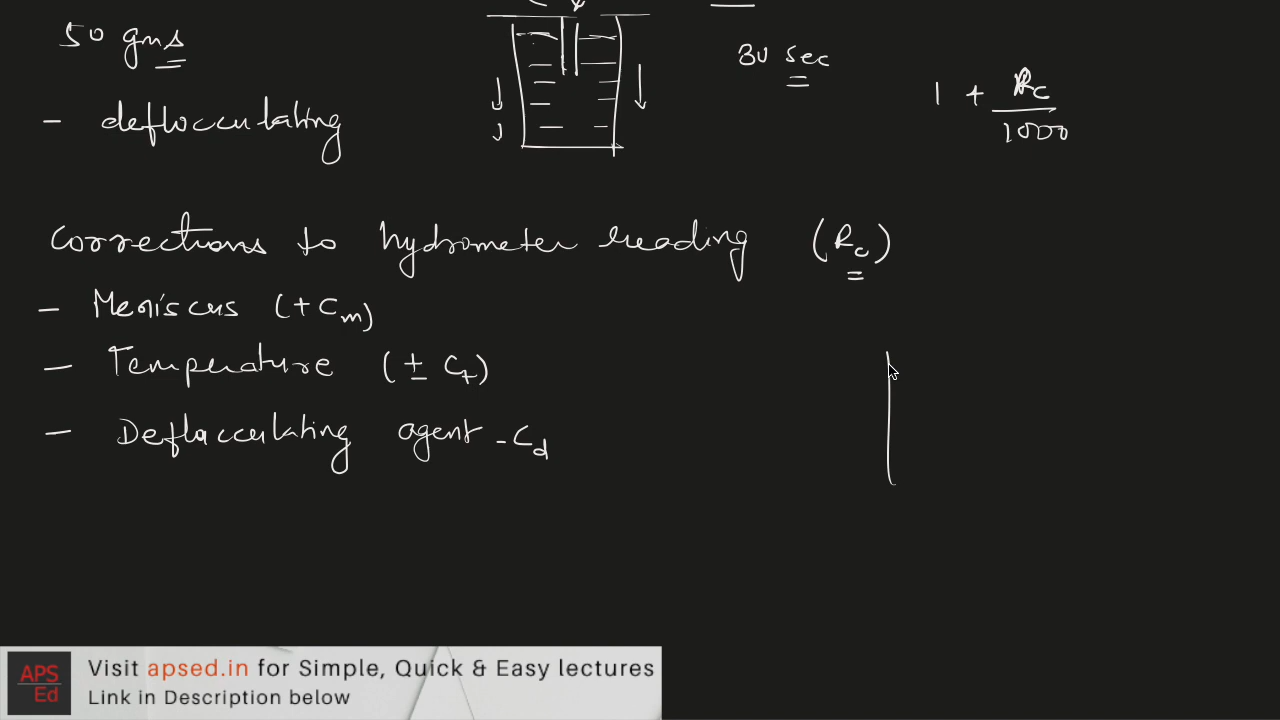 50 gms
30 sec
1 + Rc/1000
- deflocculating
Corrections to hydrometer reading (Rc)
- Meniscus (+Cm)
- Temperature (± Ct)
- Deflocculating agent - Cd
APS
Ed
Visit apsed.in for Simple, Quick & Easy lectures
Link in Description below